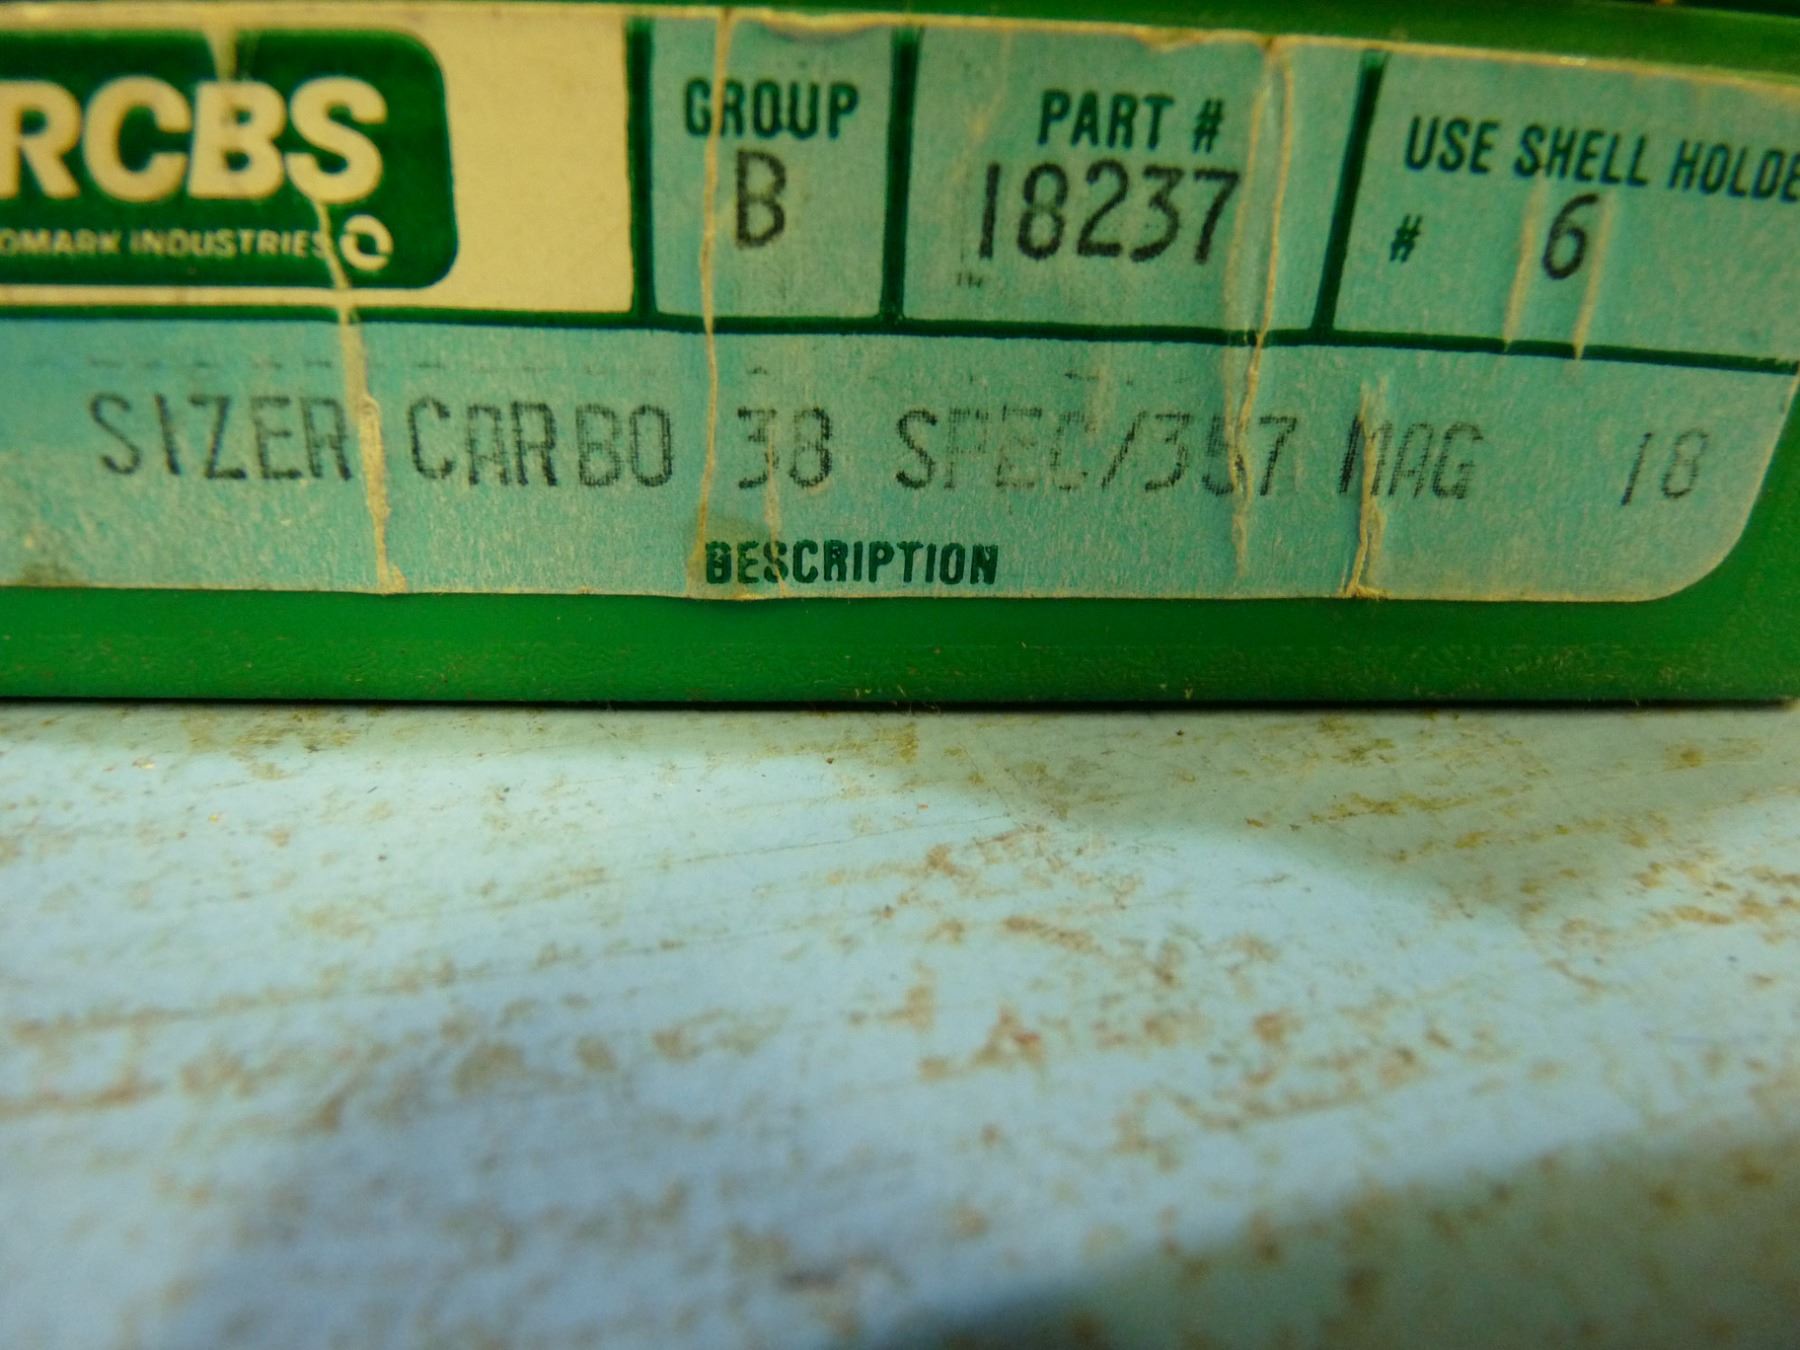 RCBS
OMARK INDUSTRIES
GROUP
B
PART #
18237
USE SHELL HOLDE
# 6
SIZER CARBO 38 SPEC/357 MAG 18
DESCRIPTION